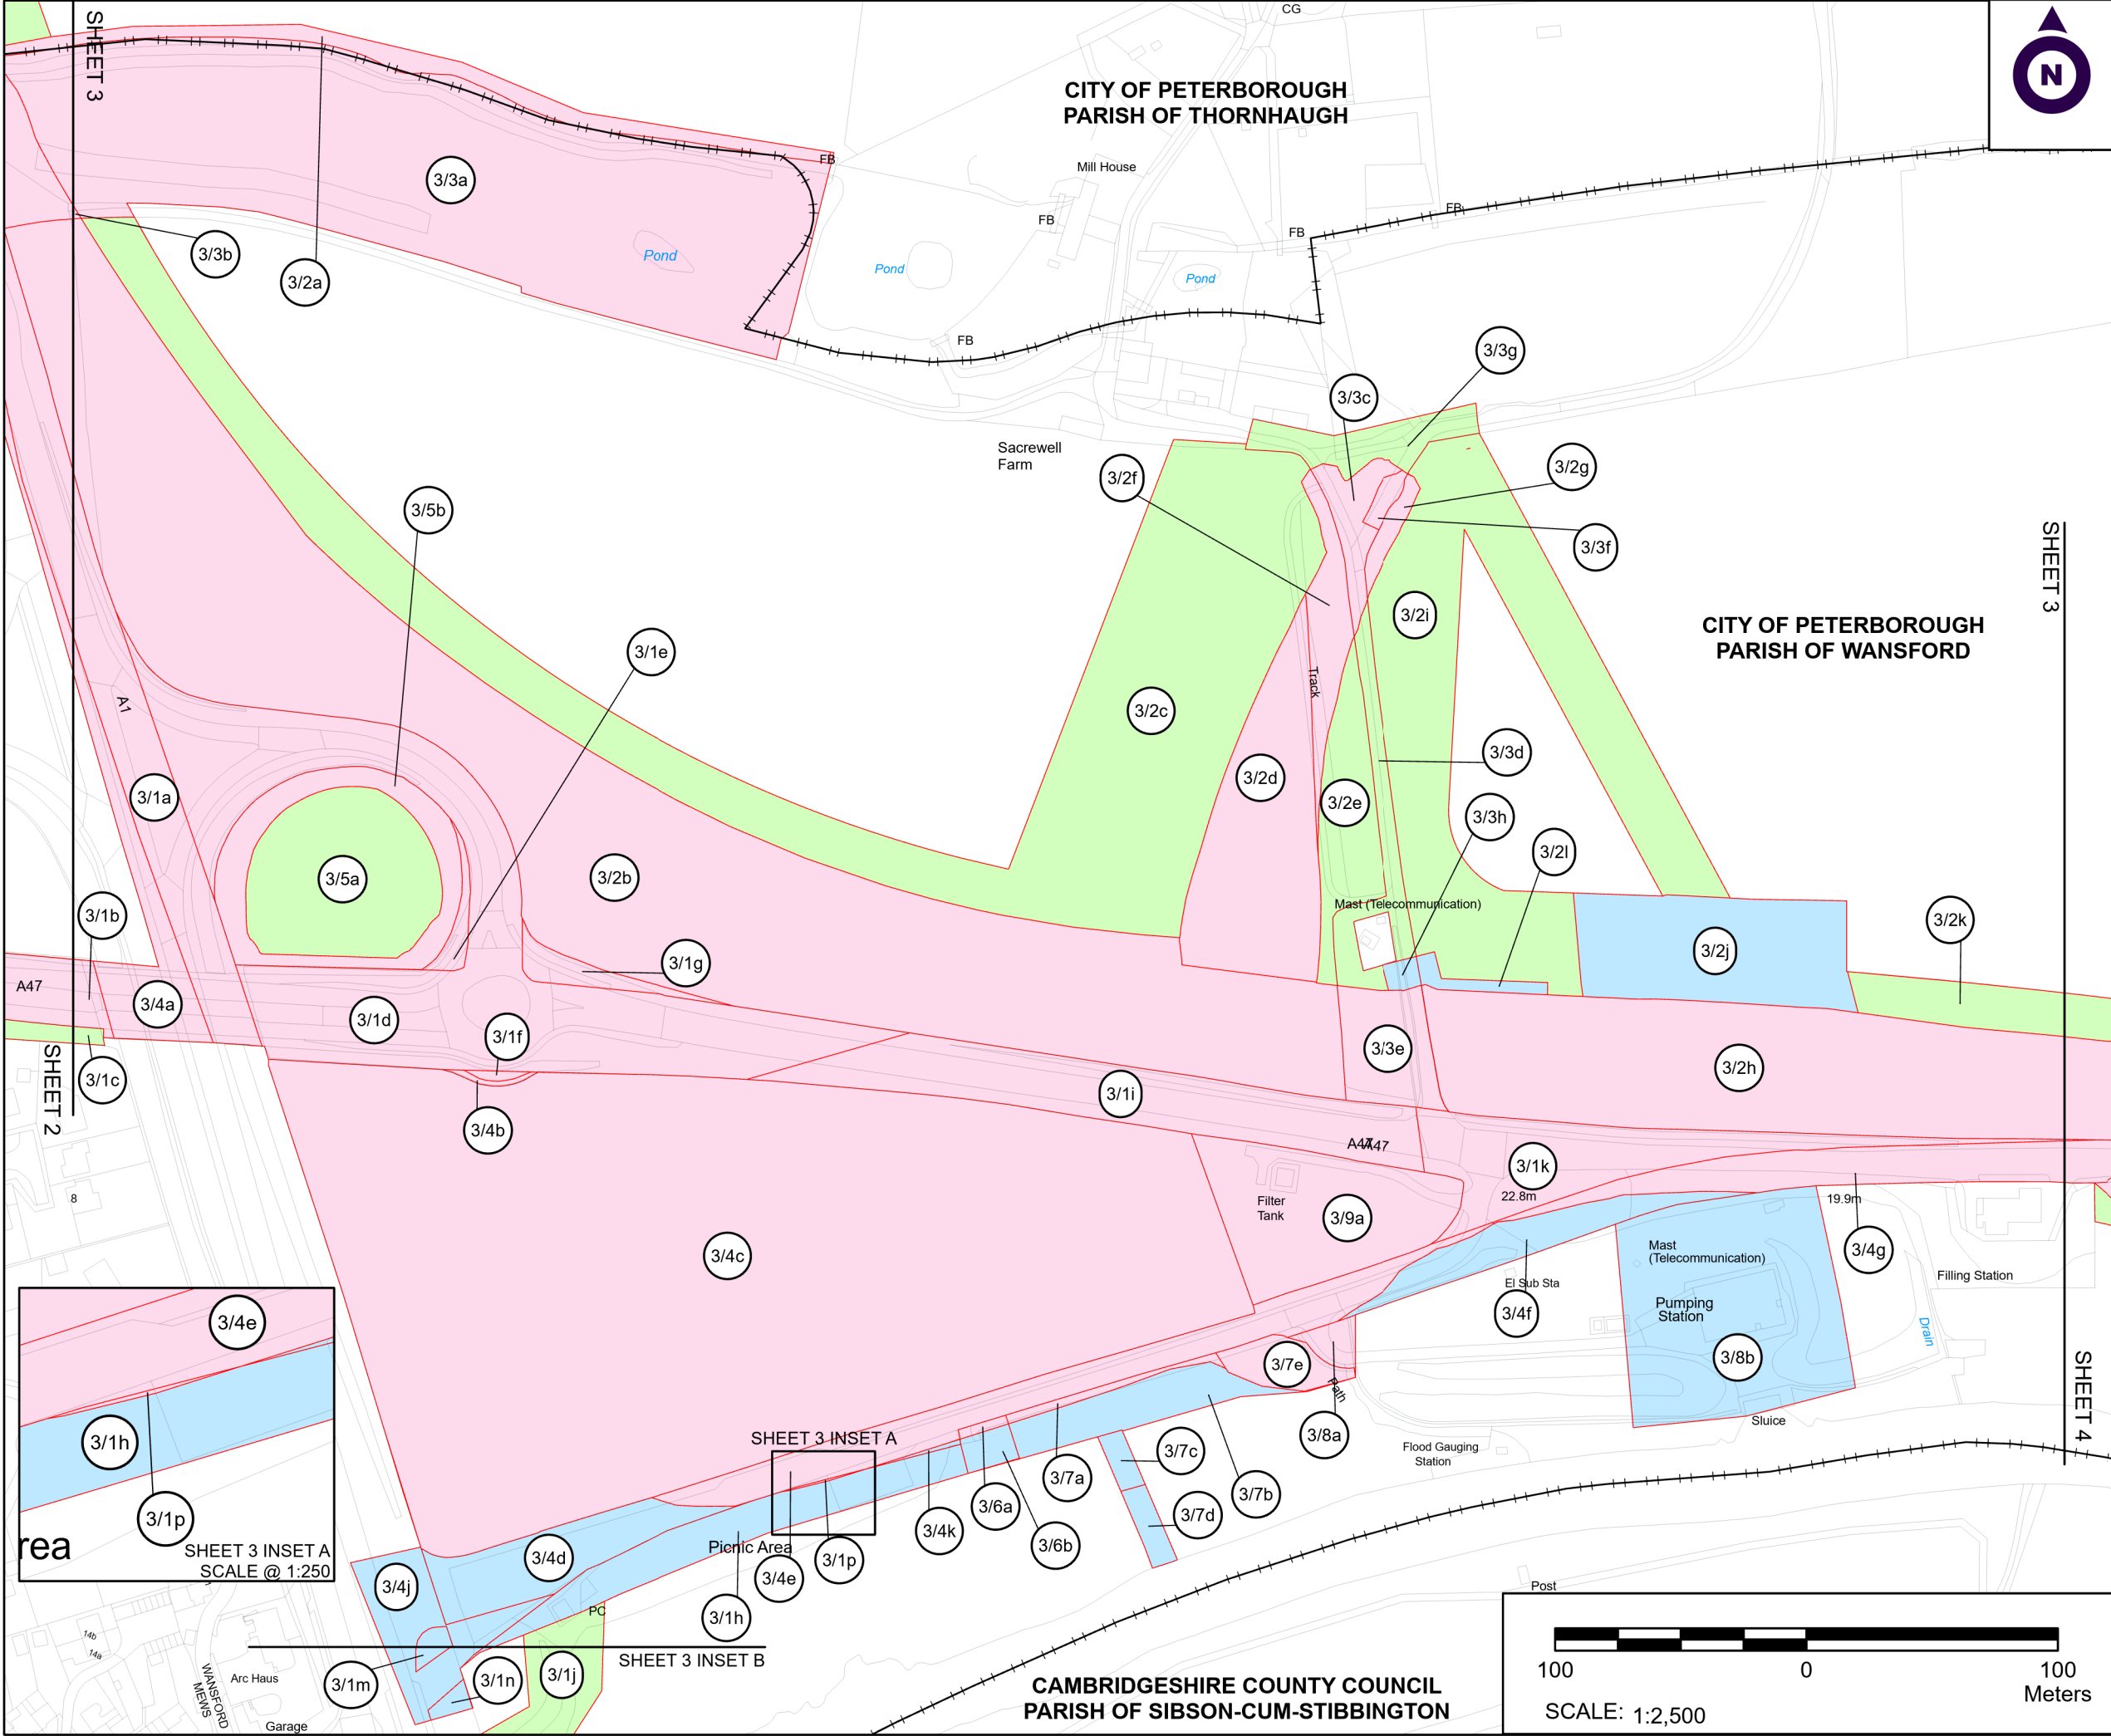 SHEET 3
CG
N
CITY OF PETERBOROUGH
PARISH OF THORNHAUGH
FB
Mill House
3/3a
FB
FB
FB
3/3b
3/2a
Pond
Pond
Pond
FB
3/3g
3/3c
Sacrewell
Farm
3/2f
3/2g
3/5b
3/3f
SHEET 3
3/2i
CITY OF PETERBOROUGH
PARISH OF WANSFORD
3/1e
Track
A1
3/2c
3/3d
3/2d
3/1a
3/2e
3/3h
3/2l
3/5a
3/2b
Mast (Telecommunication)
3/1b
3/2k
3/2j
3/1g
A47
3/4a
3/1d
3/1f
3/3e
3/2h
3/1c
SHEET 2
3/1i
3/4b
A47
A47
3/1k
22.8m
19.9m
8
Filter
Tank
3/9a
3/4c
Mast
(Telecommunication)
3/4g
El Sub Sta
Filling Station
3/4f
Pumping
Station
Drain
3/4e
3/7e
3/8b
Path
SHEET 4
3/1h
SHEET 3 INSET A
3/8a
Sluice
Flood Gauging
Station
3/7c
3/7a
3/7b
3/6a
3/1p
3/7d
3/4k
3/6b
rea
SHEET 3 INSET A
SCALE @ 1:250
Picnic Area
3/4d
3/1p
3/4e
3/4j
Post
3/1h
PC
14b
14a
SHEET 3 INSET B
WANSFORD
MEWS
Arc Haus
3/1m
3/1n
3/1j
Garage
CAMBRIDGESHIRE COUNTY COUNCIL
PARISH OF SIBSON-CUM-STIBBINGTON
100
0
100
Meters
SCALE: 1:2,500